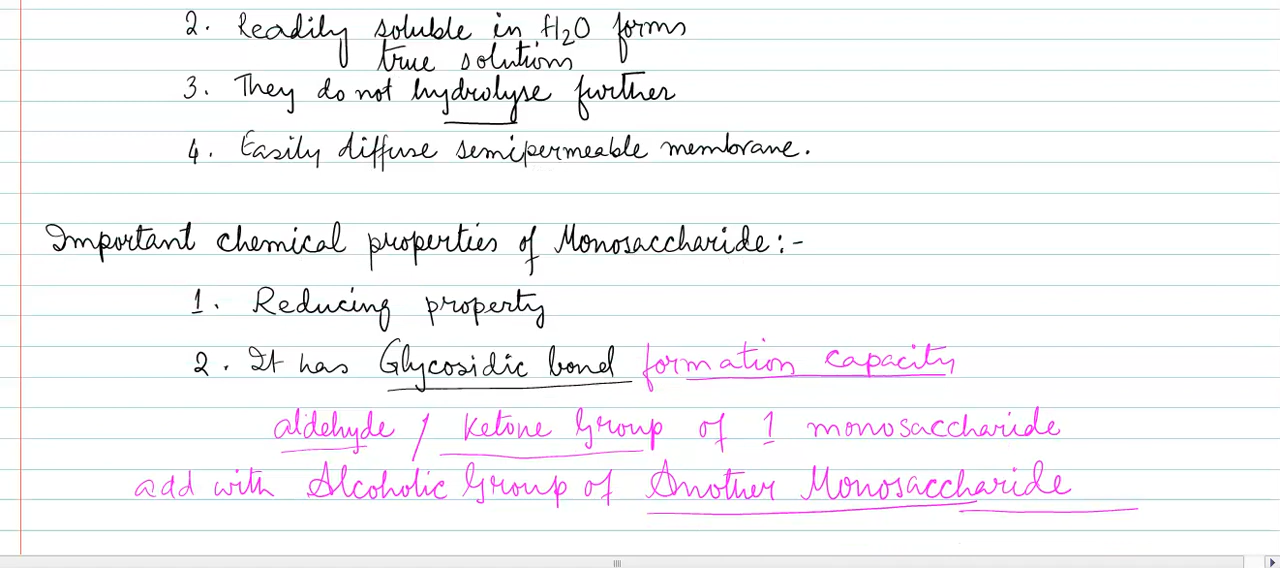 2. Readily soluble in H2O forms
true solutions
3. They do not hydrolyse further
4. Easily diffuse semipermeable membrane.
Important chemical properties of Monosaccharide:-
1. Reducing property
2. It has Glycosidic bond formation capacity
aldehyde / Ketone Group of 1 monosaccharide
add with Alcoholic Group of Another Monosaccharide